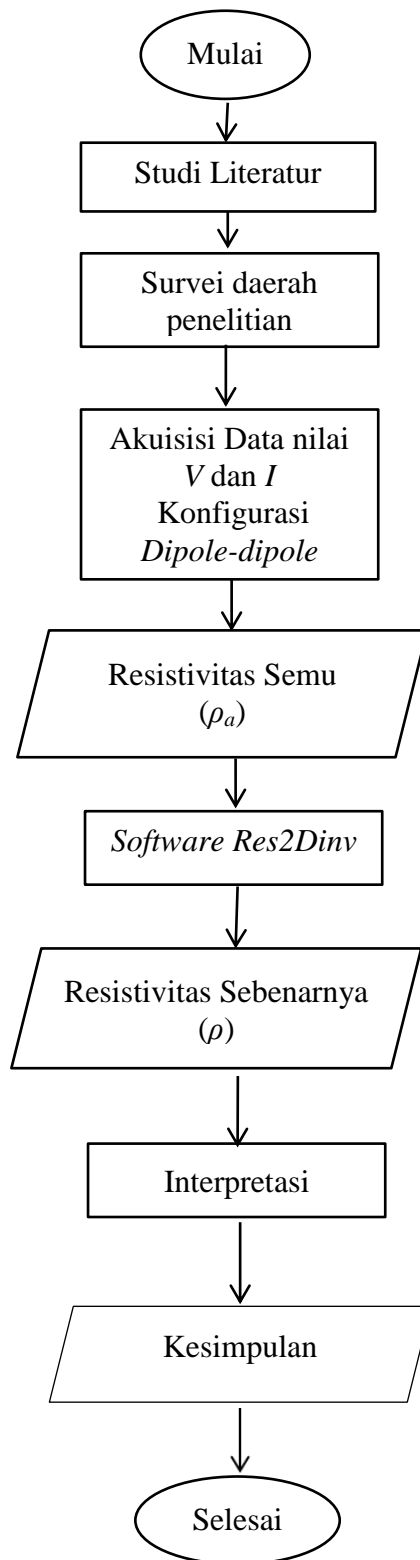 Mulai
Studi Literatur
Survei daerah
penelitian
Akuisisi Data nilai
V dan I
Konfigurasi
Dipole-dipole
Resistivitas Semu
(ρₐ)
Software Res2Dinv
Resistivitas Sebenarnya
(ρ)
Interpretasi
Kesimpulan
Selesai